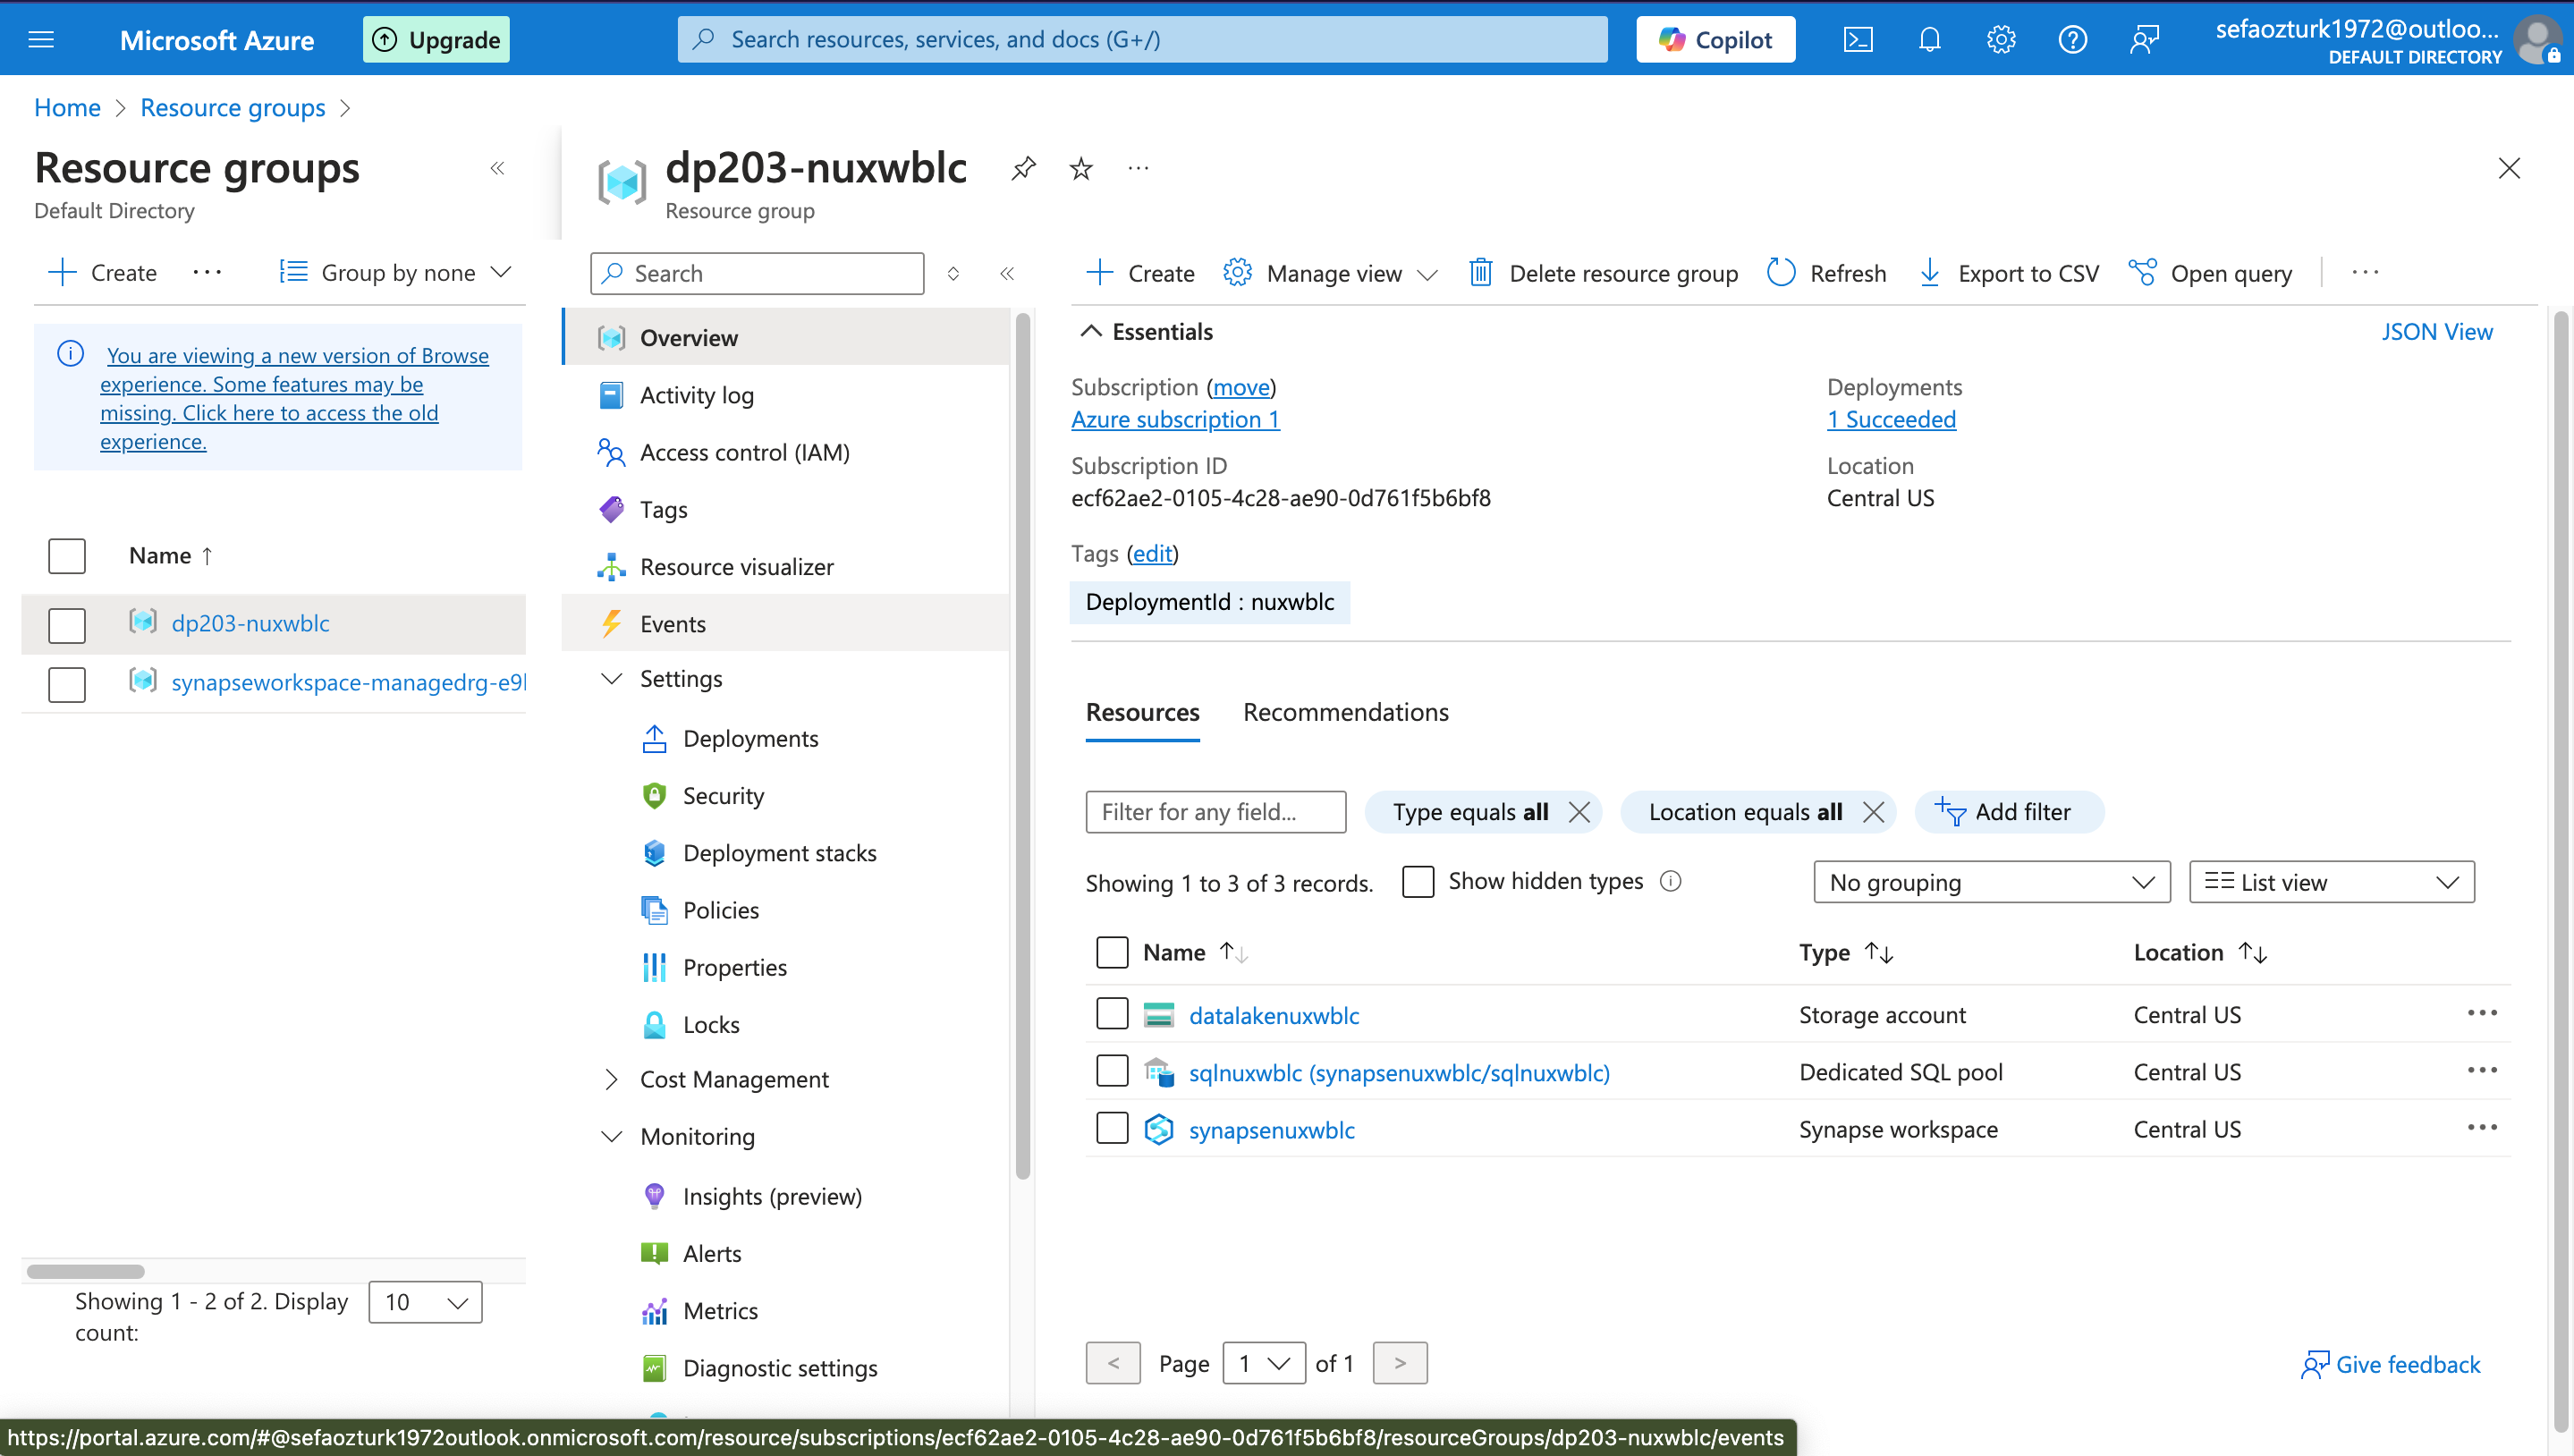 Microsoft Azure
Upgrade
Search resources, services, and docs (G+/)
Copilot
sefaozturk1972@outloo...
DEFAULT DIRECTORY
Home > Resource groups >
Resource groups
Default Directory
Create
Group by none
You are viewing a new version of Browse
experience. Some features may be
missing. Click here to access the old
experience.
Name ↑
dp203-nuxwblc
synapseworkspace-managedrg-e9
Showing 1 - 2 of 2. Display
count:
10
dp203-nuxwblc
Resource group
Search
Overview
Activity log
Access control (IAM)
Tags
Resource visualizer
Events
Settings
Deployments
Security
Deployment stacks
Policies
Properties
Locks
Cost Management
Monitoring
Insights (preview)
Alerts
Metrics
Diagnostic settings
Create
Manage view
Delete resource group
Refresh
Export to CSV
Open query
Essentials
JSON View
Subscription (move)
Azure subscription 1
Subscription ID
ecf62ae2-0105-4c28-ae90-0d761f5b6bf8
Deployments
1 Succeeded
Location
Central US
Tags (edit)
DeploymentId : nuxwblc
Resources
Recommendations
Filter for any field...
Type equals all
Location equals all
Add filter
Showing 1 to 3 of 3 records.
Show hidden types
No grouping
List view
Name ↑↓
Type ↑↓
Location ↑↓
datalakenuxwblc
Storage account
Central US
sqlnuxwblc (synapsenuxwblc/sqlnuxwblc)
Dedicated SQL pool
Central US
synapsenuxwblc
Synapse workspace
Central US
< Page 1 of 1 >
Give feedback
https://portal.azure.com/#@sefaozturk1972outlook.onmicrosoft.com/resource/subscriptions/ecf62ae2-0105-4c28-ae90-0d761f5b6bf8/resourceGroups/dp203-nuxwblc/events